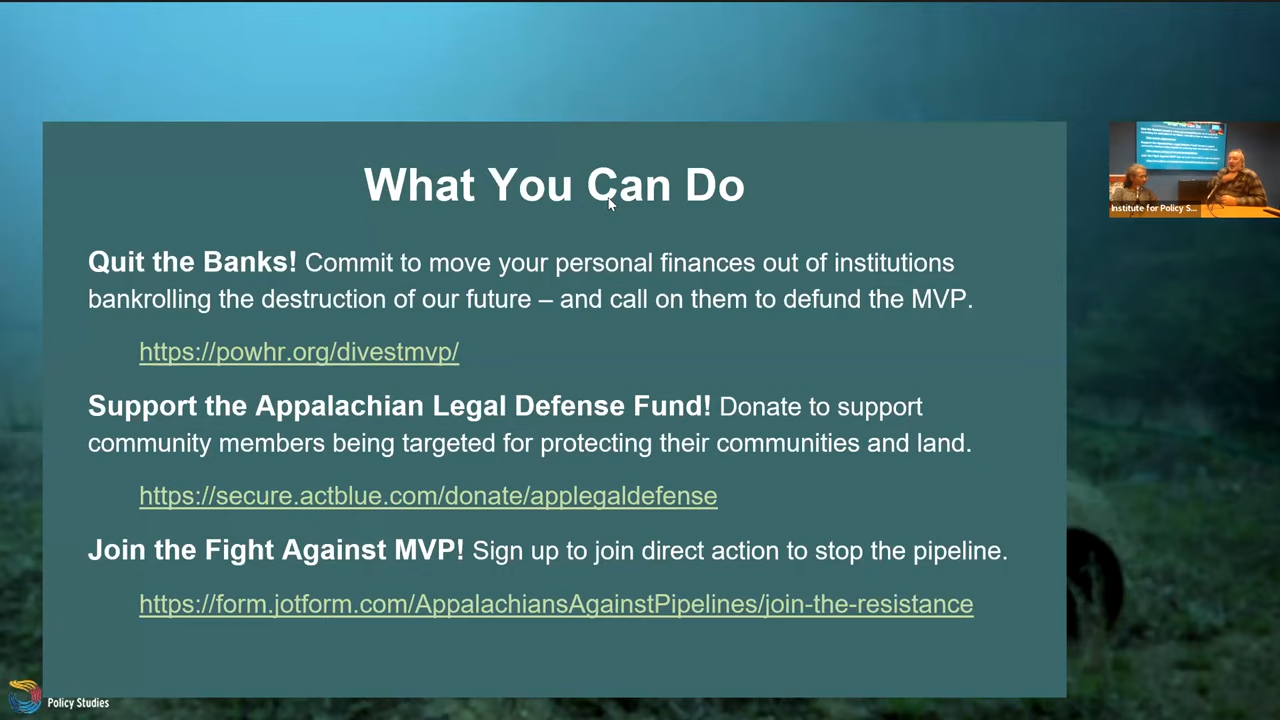 What You Can Do
Quit the Banks! Commit to move your personal finances out of institutions
bankrolling the destruction of our future – and call on them to defund the MVP.
https://powhr.org/divestmvp/
Support the Appalachian Legal Defense Fund! Donate to support
community members being targeted for protecting their communities and land.
https://secure.actblue.com/donate/applegaldefense
Join the Fight Against MVP! Sign up to join direct action to stop the pipeline.
https://form.jotform.com/AppalachiansAgainstPipelines/join-the-resistance
Institute for Policy S...
Policy Studies